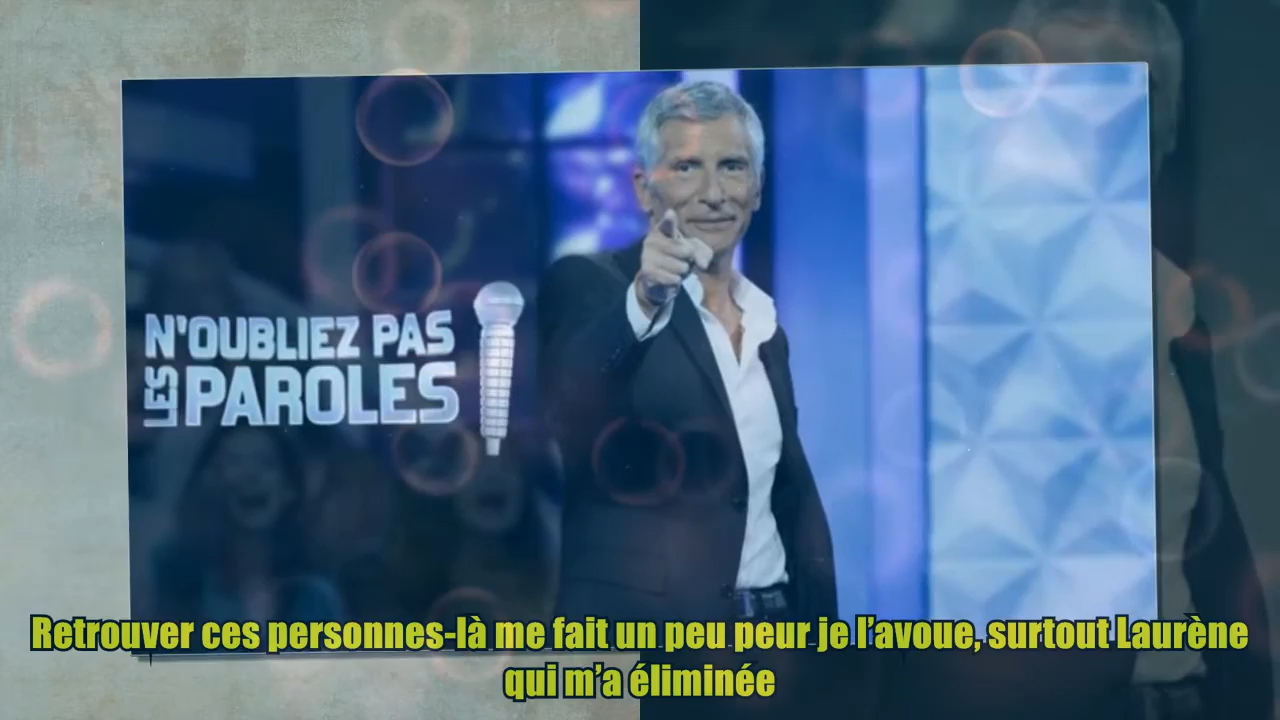 N'OUBLIEZ PAS
LES PAROLES
Retrouver ces personnes-là me fait un peu peur je l'avoue, surtout Laurène
qui m'a éliminée